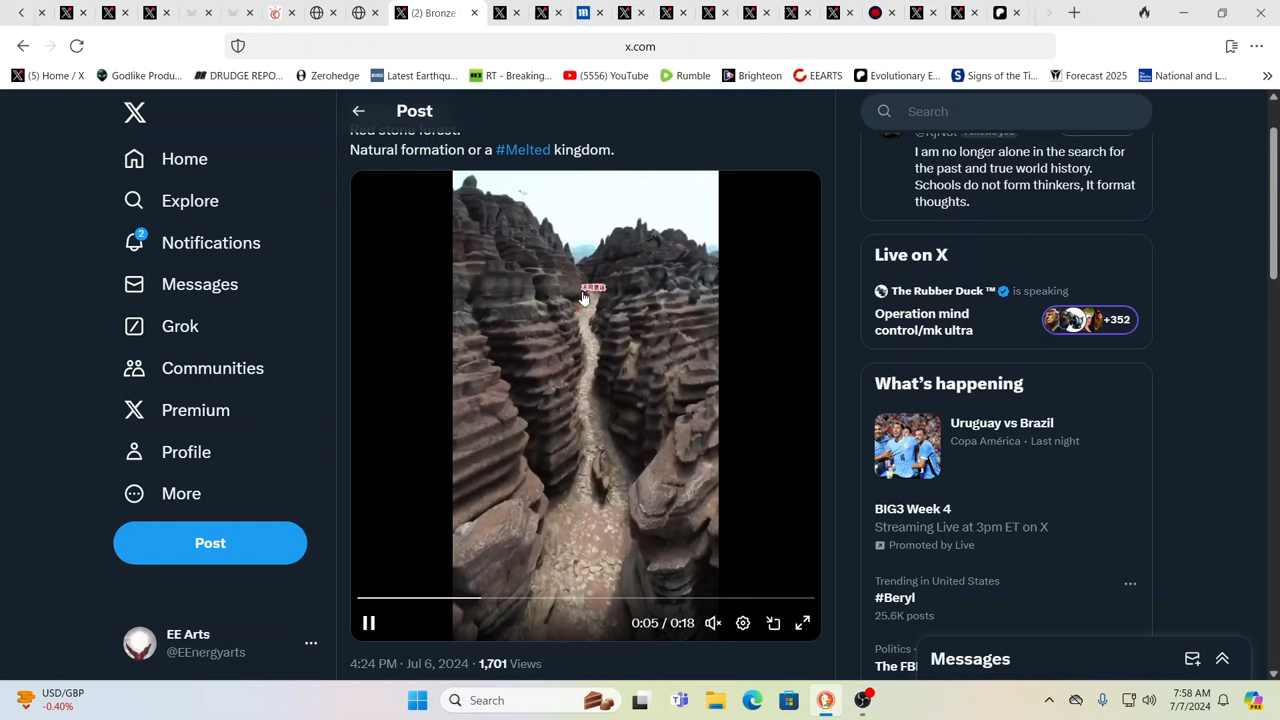 Bronze
x.com
(5) Home / X
Godlike Produ...
DRUDGE REPO...
Zerohedge
Latest Earthqu...
RT - Breaking...
(5556) YouTube
Rumble
Brighteon
EEARTS
Evolutionary E...
Signs of the Ti...
Forecast 2025
National and L...
Home
Explore
2
Notifications
Messages
Grok
Communities
Premium
Profile
More
Post
EE Arts
@EEnergyarts
Post
Red stone forest.
Natural formation or a #Melted kingdom.
0:05 / 0:18
4:24 PM · Jul 6, 2024 · 1,701 Views
Search
I am no longer alone in the search for
the past and true world history.
Schools do not form thinkers, It format
thoughts.
Live on X
The Rubber Duck ™ is speaking
Operation mind
control/mk ultra
+352
What's happening
Uruguay vs Brazil
Copa América · Last night
BIG3 Week 4
Streaming Live at 3pm ET on X
Promoted by Live
Trending in United States
#Beryl
25.6K posts
Politics ·
The FBI
Messages
USD/GBP
-0.40%
Search
7:58 AM
7/7/2024